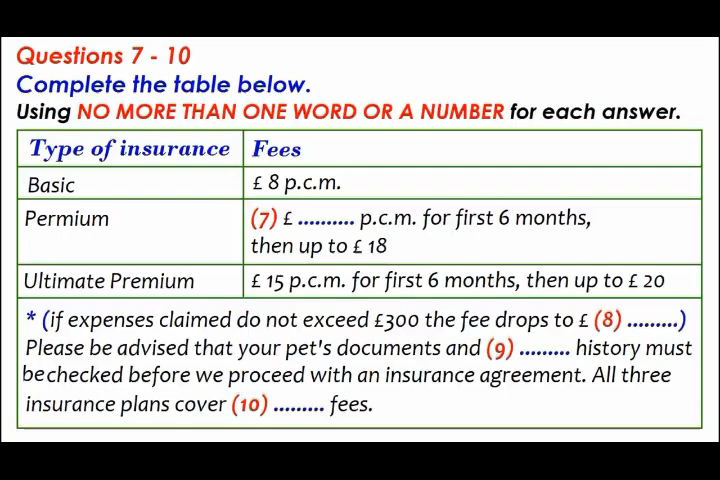 Questions 7 - 10
Complete the table below.
Using NO MORE THAN ONE WORD OR A NUMBER for each answer.
Type of insurance Fees
Basic £ 8 p.c.m.
Permium (7) £ .......... p.c.m. for first 6 months,
then up to £ 18
Ultimate Premium £ 15 p.c.m. for first 6 months, then up to £ 20
* (if expenses claimed do not exceed £300 the fee drops to £ (8) .........)
Please be advised that your pet's documents and (9) ......... history must
be checked before we proceed with an insurance agreement. All three
insurance plans cover (10) ......... fees.